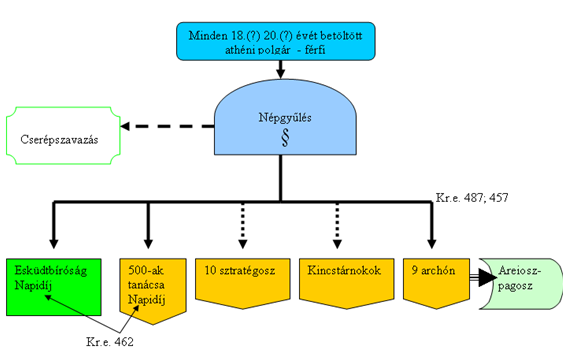 Minden 18.(?) 20.(?) évét betöltött
athéni polgár - férfi
Népgyűlés
§
Cserépszavazás
Kr.e. 487; 457
Esküdtbíróság
Napidíj
500-ak
tanácsa
Napidíj
10 sztratégosz
Kincstárnokok
9 archón
Areiosz-
pagosz
Kr.e. 462